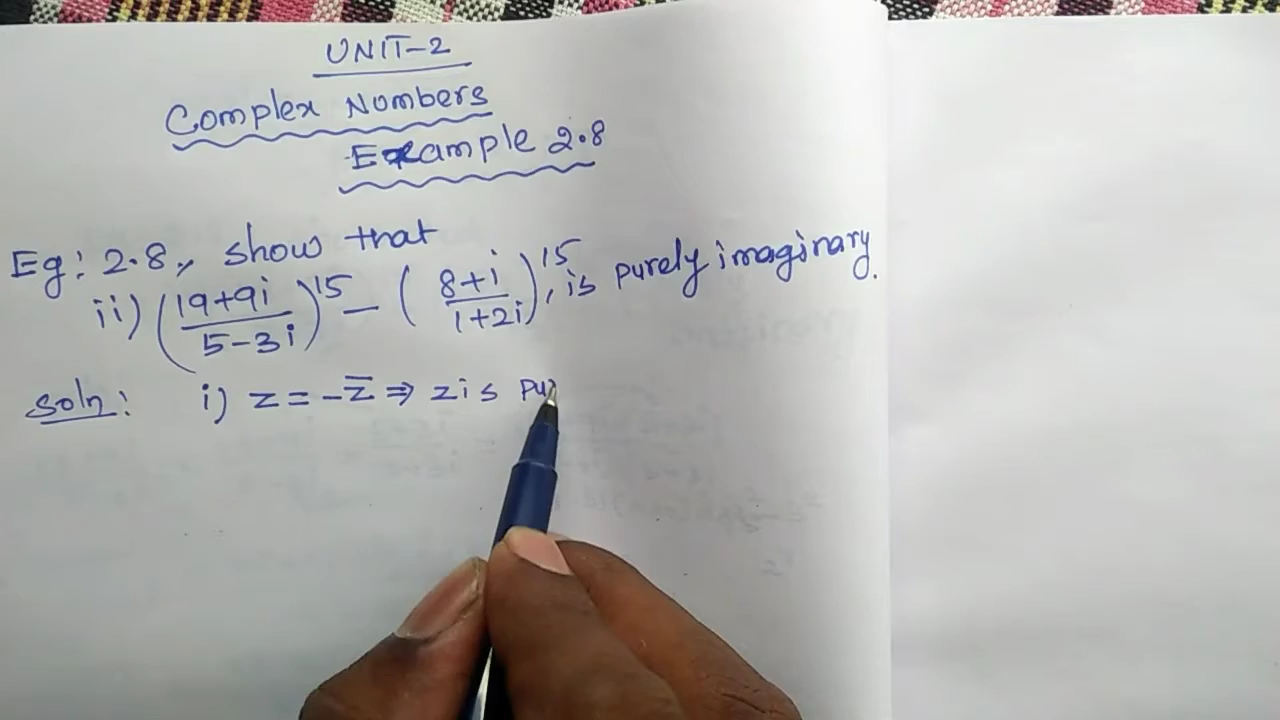 UNIT-2
Complex Numbers
Example 2.8
Eg: 2.8, show that
ii) (19+9i / 5-3i)^15 - (8+i / 1+2i)^15, is purely imaginary.
Soln: i) z = -z̅ ⇒ z is pur